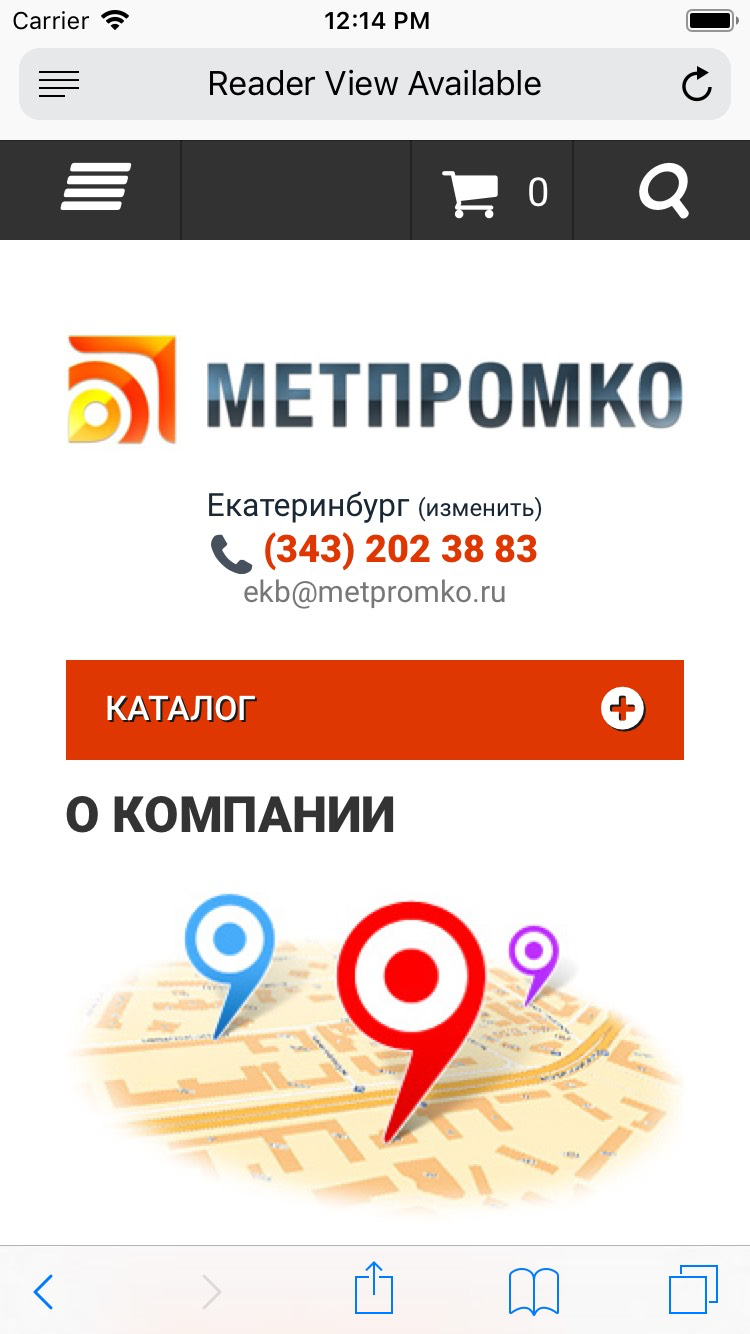 Carrier 12:14 PM
Reader View Available
0
МЕТПРОМКО
Екатеринбург (изменить)
(343) 202 38 83
ekb@metpromko.ru
КАТАЛОГ
О КОМПАНИИ